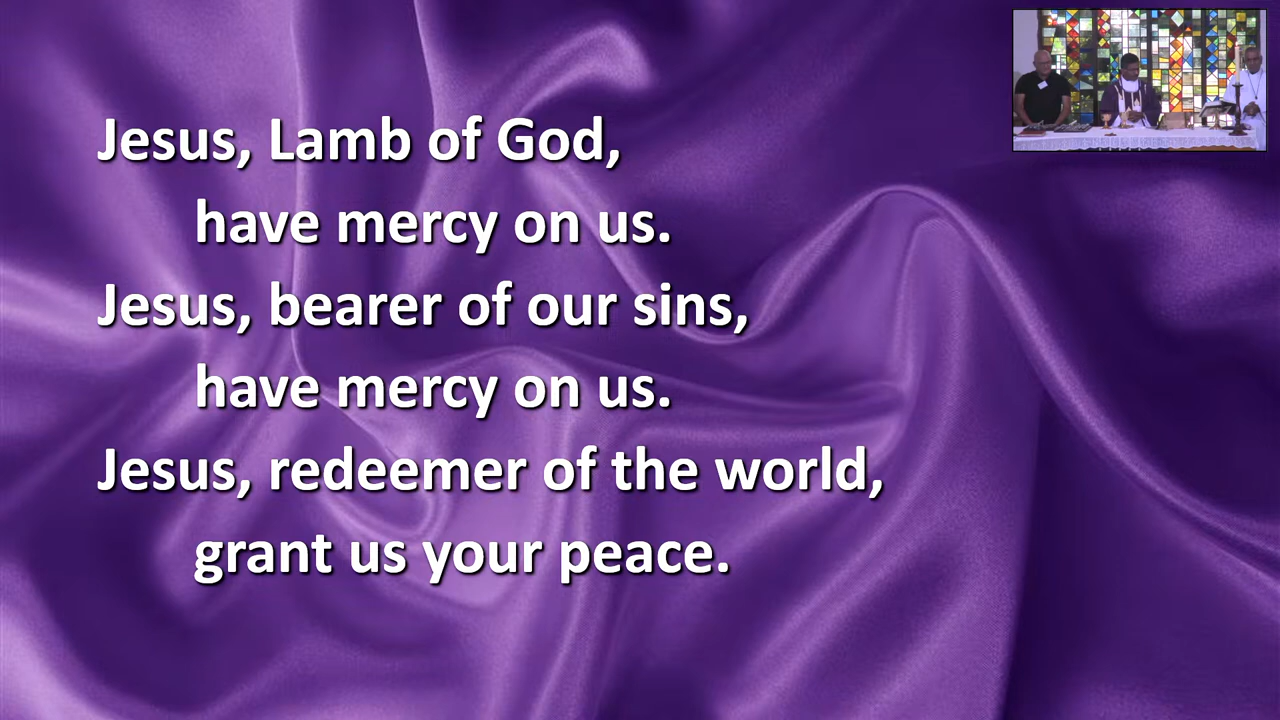 Jesus, Lamb of God,
have mercy on us.
Jesus, bearer of our sins,
have mercy on us.
Jesus, redeemer of the world,
grant us your peace.